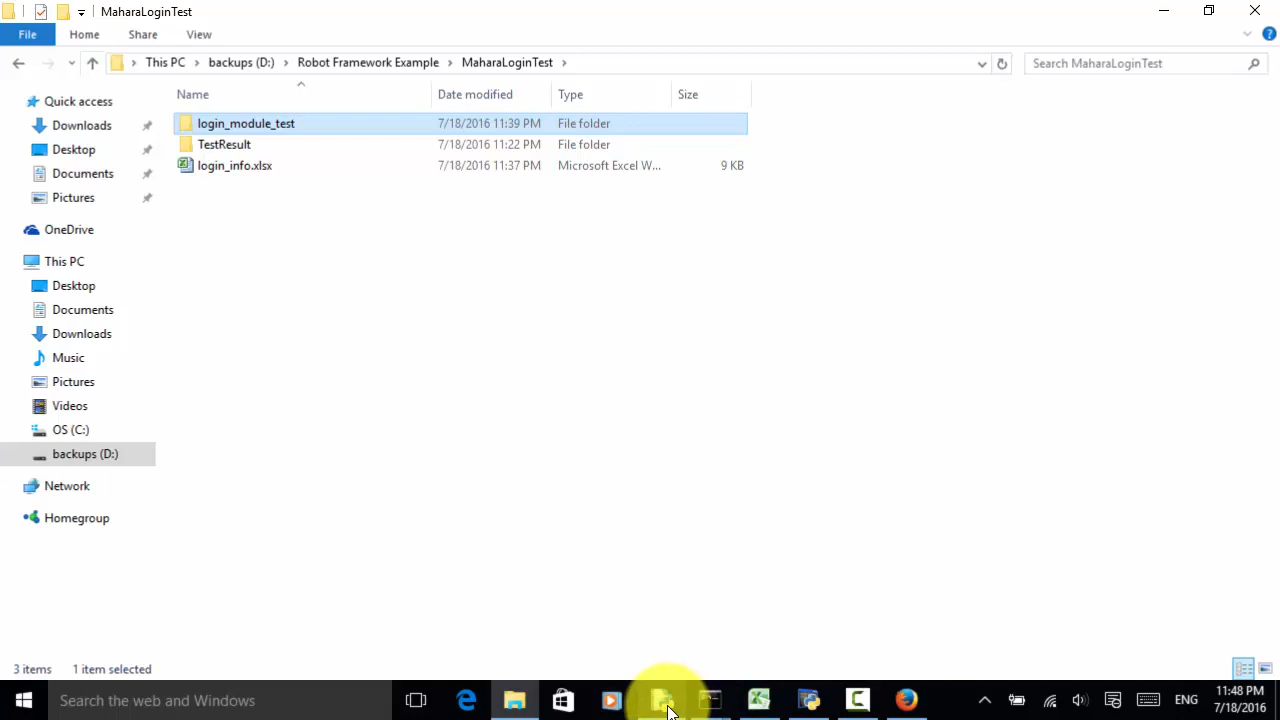 MaharaLoginTest
File Home Share View
This PC backups (D:) Robot Framework Example MaharaLoginTest Search MaharaLoginTest
Name Date modified Type Size
Quick access
Downloads
Desktop
Documents
Pictures
OneDrive
This PC
Desktop
Documents
Downloads
Music
Pictures
Videos
OS (C:)
backups (D:)
Network
Homegroup
login_module_test 7/18/2016 11:39 PM File folder
TestResult 7/18/2016 11:22 PM File folder
login_info.xlsx 7/18/2016 11:37 PM Microsoft Excel W... 9 KB
3 items 1 item selected
Search the web and Windows
ENG
11:48 PM
7/18/2016